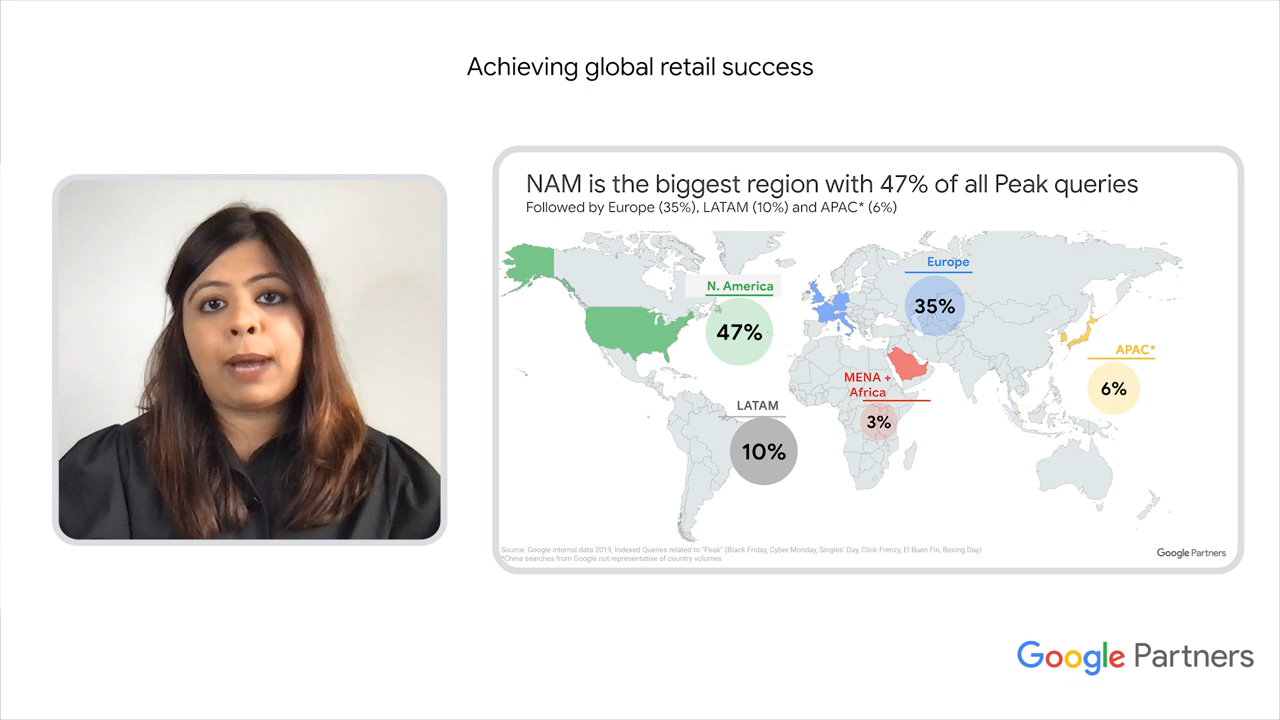 Achieving global retail success
NAM is the biggest region with 47% of all Peak queries
Followed by Europe (35%), LATAM (10%) and APAC* (6%)
Europe
35%
N. America
47%
APAC*
6%
MENA +
Africa
3%
LATAM
10%
Source: Google internal data 2019, Indexed Queries related to "Peak" (Black Friday, Cyber Monday, Singles' Day, Click Frenzy, El Buen Fin, Boxing Day)
*China searches from Google not representative of country volumes
Google Partners
Google Partners